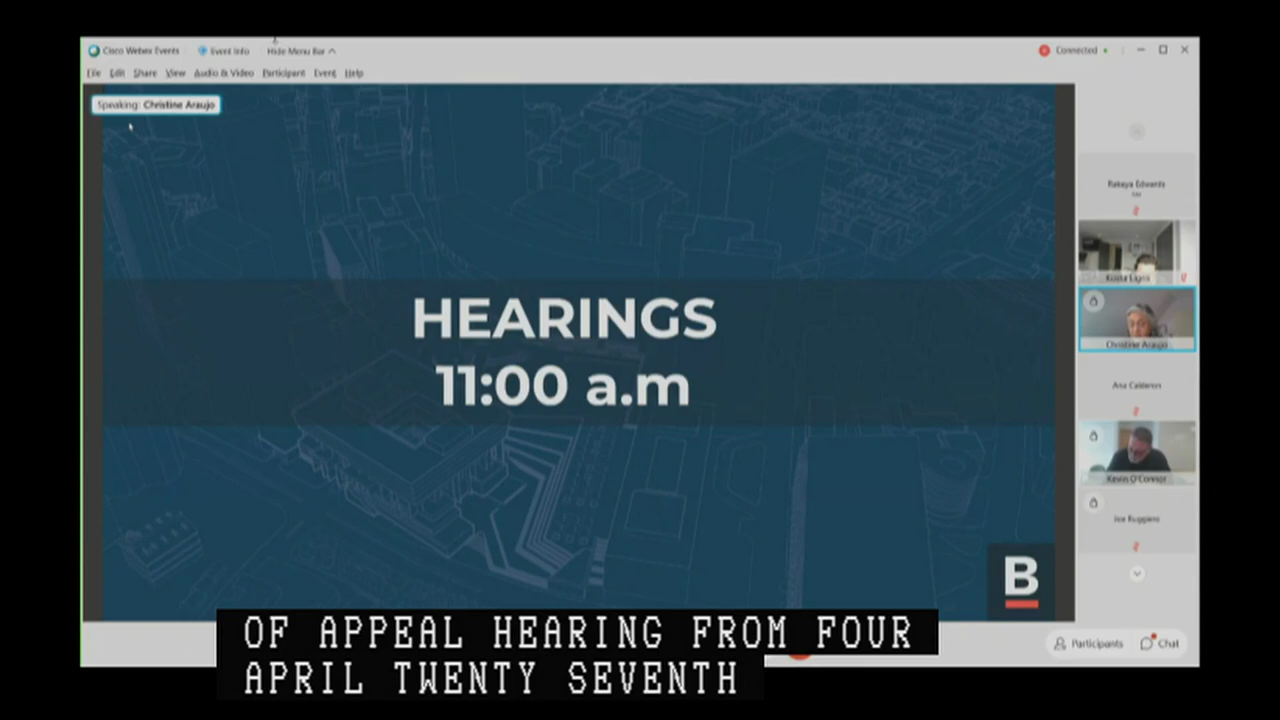 Cisco Webex Events
Event Info
Hide Menu Bar
Connected
File Edit Share View Audio & Video Participant Event Help
Speaking: Christine Araujo
HEARINGS
11:00 a.m
B
Rakeya Edwards
Christine Araujo
Ana Calderon
Kevin O'Connor
Joe Ruggiero
OF APPEAL HEARING FROM FOUR
APRIL TWENTY SEVENTH
Participants
Chat